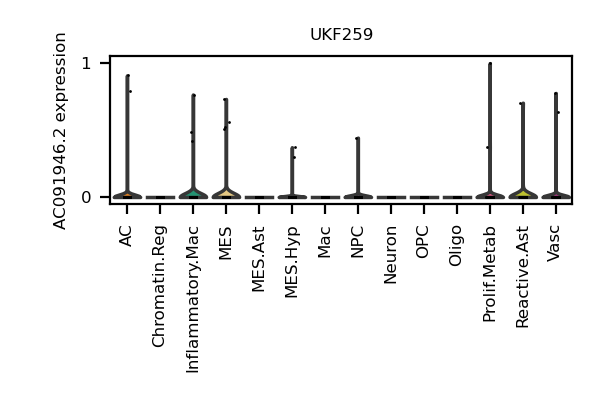 UKF259
AC091946.2 expression
1
0
AC
Chromatin.Reg
Inflammatory.Mac
MES
MES.Ast
MES.Hyp
Mac
NPC
Neuron
OPC
Oligo
Prolif.Metab
Reactive.Ast
Vasc